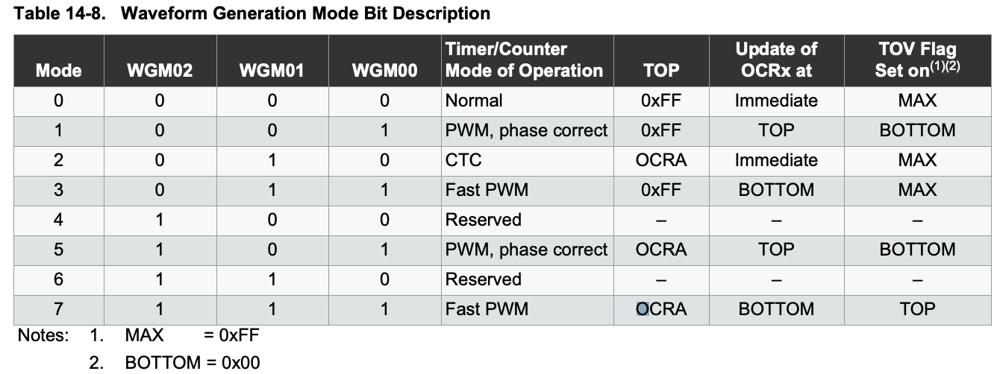 Table 14-8. Waveform Generation Mode Bit Description
Mode WGM02 WGM01 WGM00 Timer/Counter Mode of Operation TOP Update of OCRx at TOV Flag Set on(1)(2)
0 0 0 0 Normal 0xFF Immediate MAX
1 0 0 1 PWM, phase correct 0xFF TOP BOTTOM
2 0 1 0 CTC OCRA Immediate MAX
3 0 1 1 Fast PWM 0xFF BOTTOM MAX
4 1 0 0 Reserved – – –
5 1 0 1 PWM, phase correct OCRA TOP BOTTOM
6 1 1 0 Reserved – – –
7 1 1 1 Fast PWM OCRA BOTTOM TOP
Notes: 1. MAX = 0xFF
2. BOTTOM = 0x00